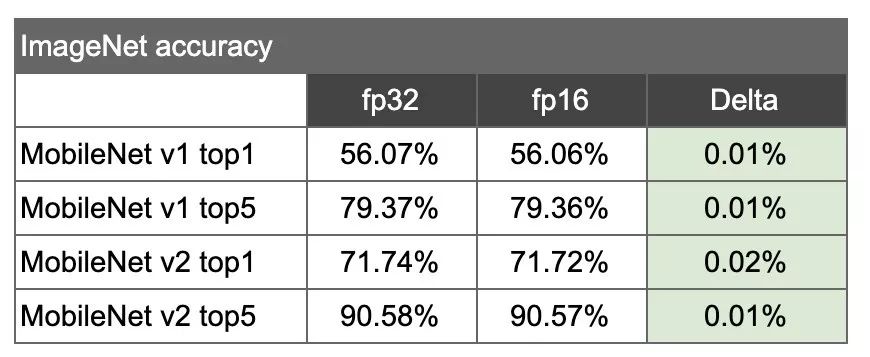 ImageNet accuracy
fp32 fp16 Delta
MobileNet v1 top1 56.07% 56.06% 0.01%
MobileNet v1 top5 79.37% 79.36% 0.01%
MobileNet v2 top1 71.74% 71.72% 0.02%
MobileNet v2 top5 90.58% 90.57% 0.01%